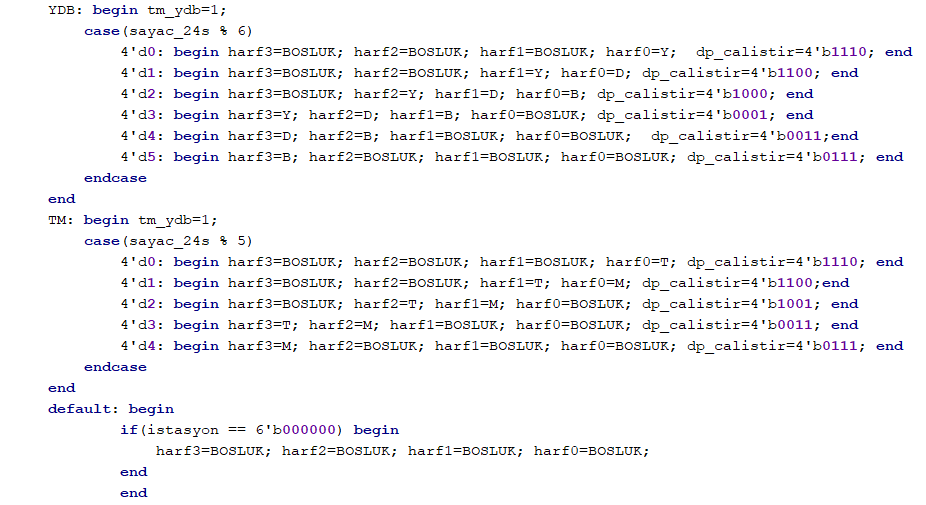 YDB: begin tm_ydb=1;
case(sayac_24s % 6)
4'd0: begin harf3=BOSLUK; harf2=BOSLUK; harf1=BOSLUK; harf0=Y;  dp_calistir=4'b1110; end
4'd1: begin harf3=BOSLUK; harf2=BOSLUK; harf1=Y; harf0=D; dp_calistir=4'b1100; end
4'd2: begin harf3=BOSLUK; harf2=Y; harf1=D; harf0=B; dp_calistir=4'b1000; end
4'd3: begin harf3=Y; harf2=D; harf1=B; harf0=BOSLUK; dp_calistir=4'b0001; end
4'd4: begin harf3=D; harf2=B; harf1=BOSLUK; harf0=BOSLUK;  dp_calistir=4'b0011;end
4'd5: begin harf3=B; harf2=BOSLUK; harf1=BOSLUK; harf0=BOSLUK; dp_calistir=4'b0111; end
endcase
end
TM: begin tm_ydb=1;
case(sayac_24s % 5)
4'd0: begin harf3=BOSLUK; harf2=BOSLUK; harf1=BOSLUK; harf0=T; dp_calistir=4'b1110; end
4'd1: begin harf3=BOSLUK; harf2=BOSLUK; harf1=T; harf0=M; dp_calistir=4'b1100;end
4'd2: begin harf3=BOSLUK; harf2=T; harf1=M; harf0=BOSLUK; dp_calistir=4'b1001; end
4'd3: begin harf3=T; harf2=M; harf1=BOSLUK; harf0=BOSLUK; dp_calistir=4'b0011; end
4'd4: begin harf3=M; harf2=BOSLUK; harf1=BOSLUK; harf0=BOSLUK; dp_calistir=4'b0111; end
endcase
end
default: begin
if(istasyon == 6'b000000) begin
harf3=BOSLUK; harf2=BOSLUK; harf1=BOSLUK; harf0=BOSLUK;
end
end